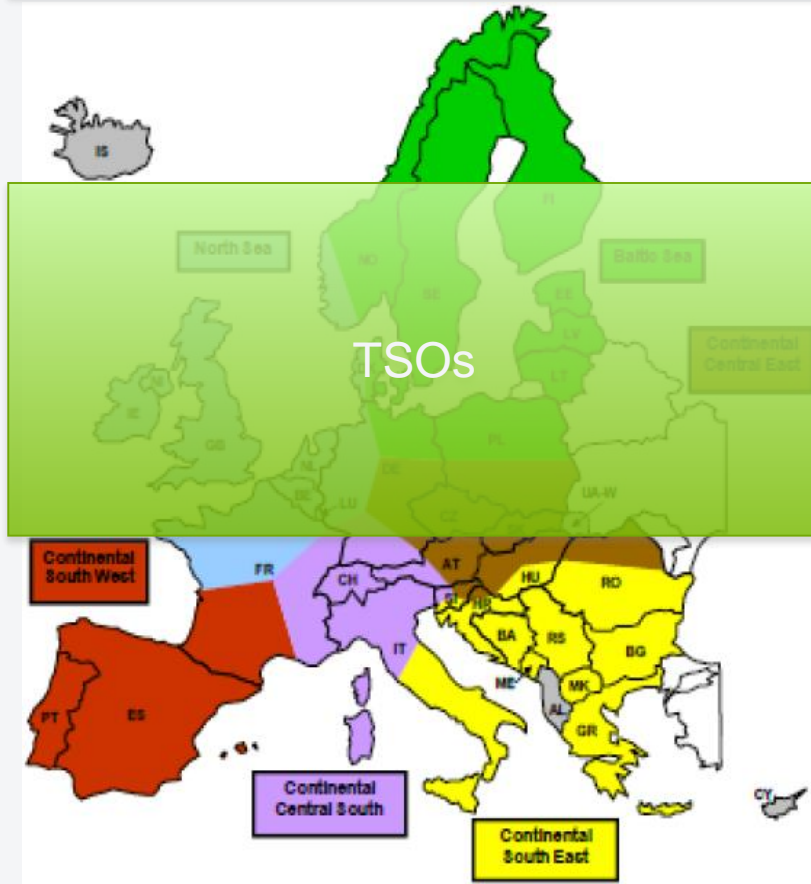 IS
FI
North Sea
NO
Baltic Sea
SE
EE
LV
Continental
Central East
TSOs
LT
NI
IE
GB
PL
NL
DE
BE
LU
UA-W
CZ
Continental
South West
FR
CH
AT
HU
RO
SI
HR
IT
BA
RS
BG
ME
MK
PT
ES
AL
GR
Continental
Central South
CY
Continental
South East